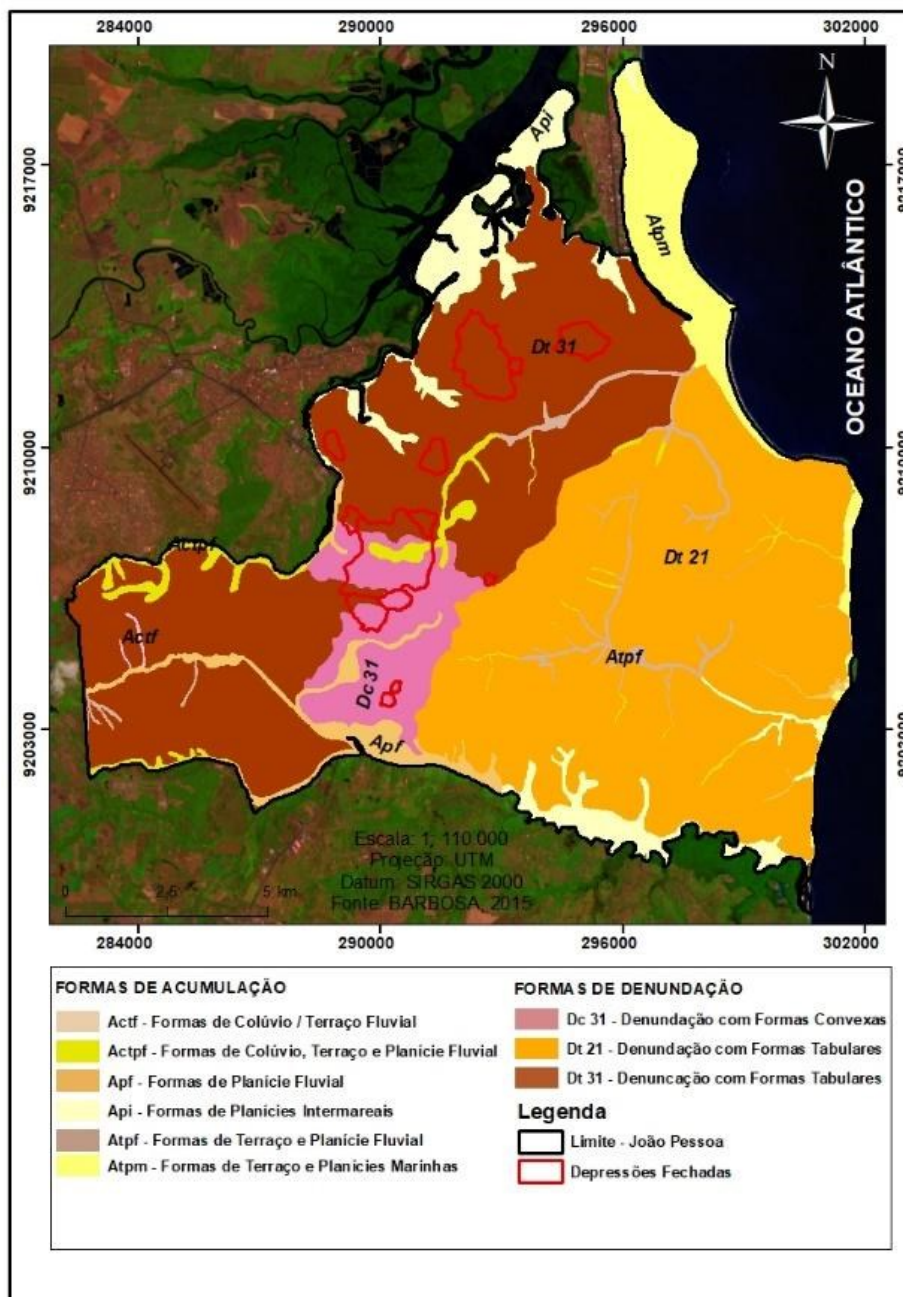 284000 290000 296000 302000
N
9217000 9217000
OCEANO ATLÂNTICO
Api
Atpm
Dt 31
9210000 9210000
Actpf
Dt 21
Actf
Atpf
Dc 31
9203000 9203000
Apf
Escala: 1; 110.000
Projeção: UTM
Datum: SIRGAS 2000
Fonte: BARBOSA, 2015
0 2,5 5 km
284000 290000 296000 302000
FORMAS DE ACUMULAÇÃO
Actf - Formas de Colúvio / Terraço Fluvial
Actpf - Formas de Colúvio, Terraço e Planície Fluvial
Apf - Formas de Planície Fluvial
Api - Formas de Planícies Intermareais
Atpf - Formas de Terraço e Planície Fluvial
Atpm - Formas de Terraço e Planícies Marinhas
FORMAS DE DENUNDAÇÃO
Dc 31 - Denundação com Formas Convexas
Dt 21 - Denundação com Formas Tabulares
Dt 31 - Denuncação com Formas Tabulares
Legenda
Limite - João Pessoa
Depressões Fechadas